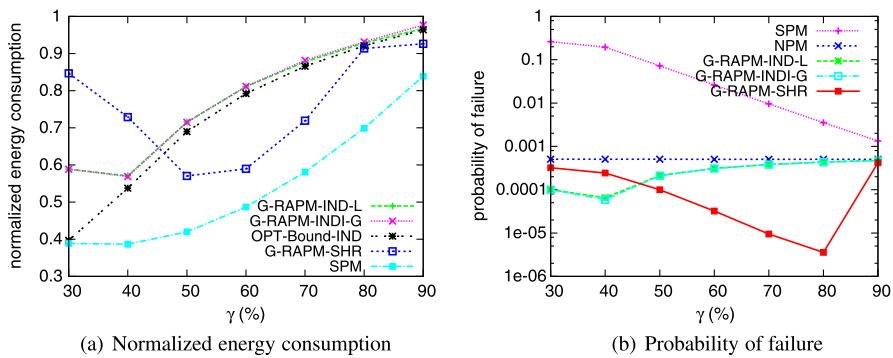 normalized energy consumption
1
0.9
0.8
0.7
0.6
0.5
0.4
0.3
30 40 50 60 70 80 90
γ (%)
G-RAPM-IND-L
G-RAPM-INDI-G
OPT-Bound-IND
G-RAPM-SHR
SPM
(a) Normalized energy consumption
probability of failure
1
0.1
0.01
0.001
0.0001
1e-05
1e-06
30 40 50 60 70 80 90
γ (%)
SPM
NPM
G-RAPM-IND-L
G-RAPM-INDI-G
G-RAPM-SHR
(b) Probability of failure